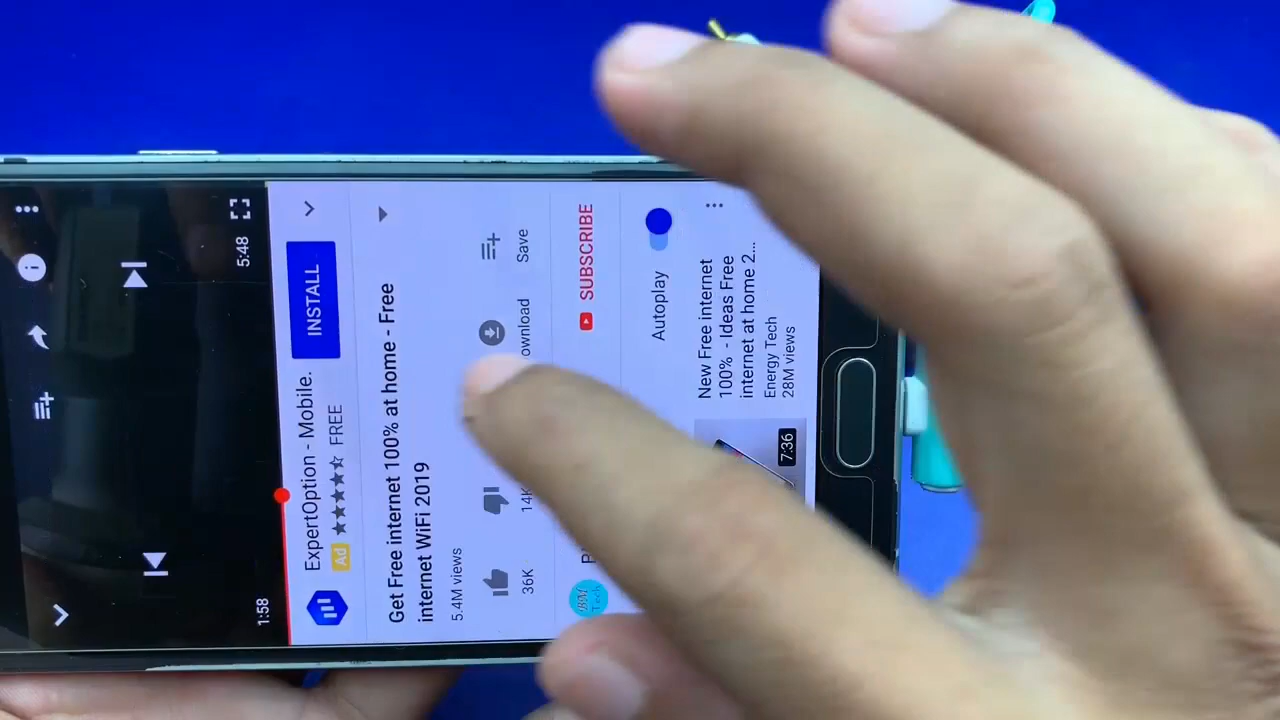 1:58
5:48
ExpertOption - Mobile.
Ad
FREE
INSTALL
Get Free internet 100% at home - Free
internet WiFi 2019
5.4M views
36K
14K
ownload
Save
BM
Tech
SUBSCRIBE
Autoplay
7:36
New Free internet
100% - Ideas Free
internet at home 2...
Energy Tech
28M views